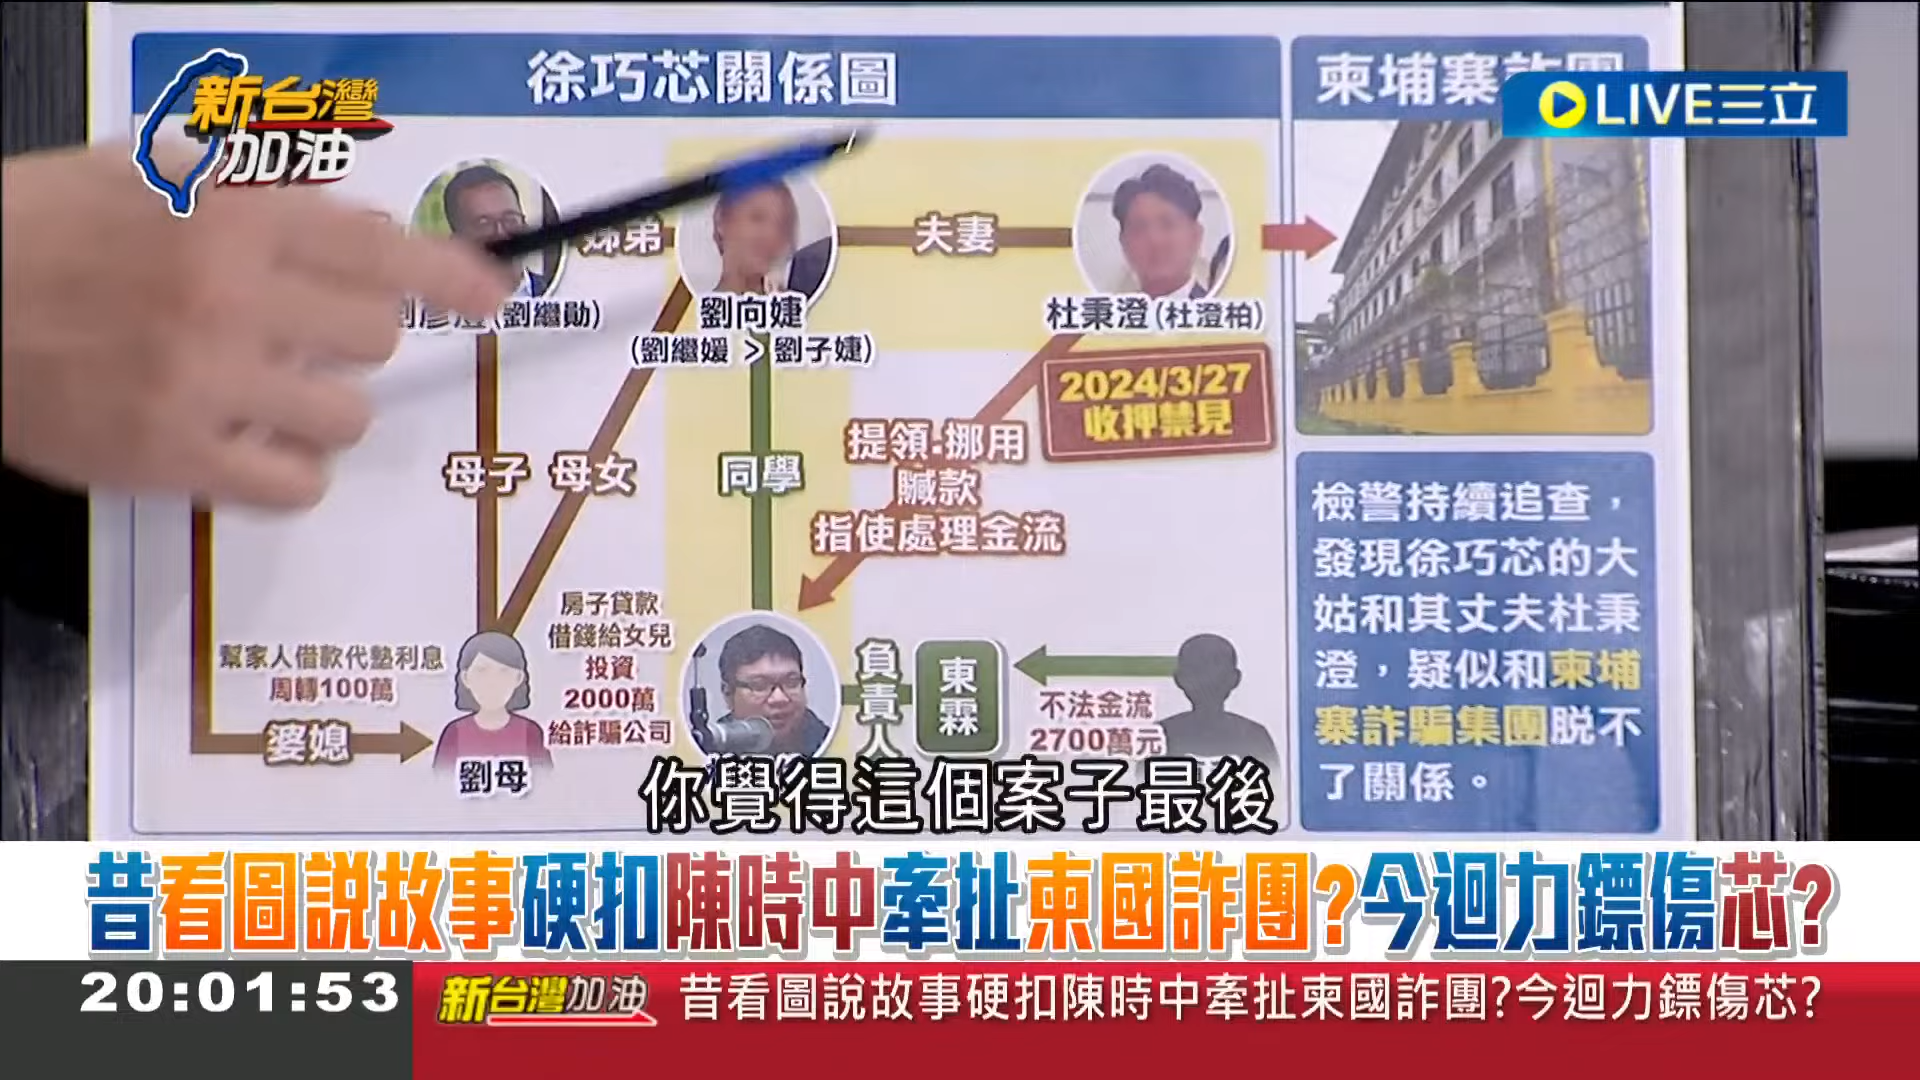 徐巧芯關係圖
柬埔寨詐團
新台灣
加油
LIVE三立
姊弟
夫妻
(劉繼勛)
劉向婕
(劉繼媛 > 劉子婕)
杜秉澄(杜澄柏)
2024/3/27
收押禁見
母子
母女
同學
提領.挪用
贓款
指使處理金流
檢警持續追查，
發現徐巧芯的大
姑和其丈夫杜秉
澄，疑似和柬埔
寨詐騙集團脫不
了關係。
幫家人借款代墊利息
周轉100萬
婆媳
劉母
房子貸款
借錢給女兒
投資
2000萬
給詐騙公司
負責人
東霖
不法金流
2700萬元
你覺得這個案子最後
昔看圖說故事硬扣陳時中牽扯柬國詐團?今迴力鏢傷芯?
20:01:53
新台灣加油
昔看圖說故事硬扣陳時中牽扯柬國詐團?今迴力鏢傷芯?